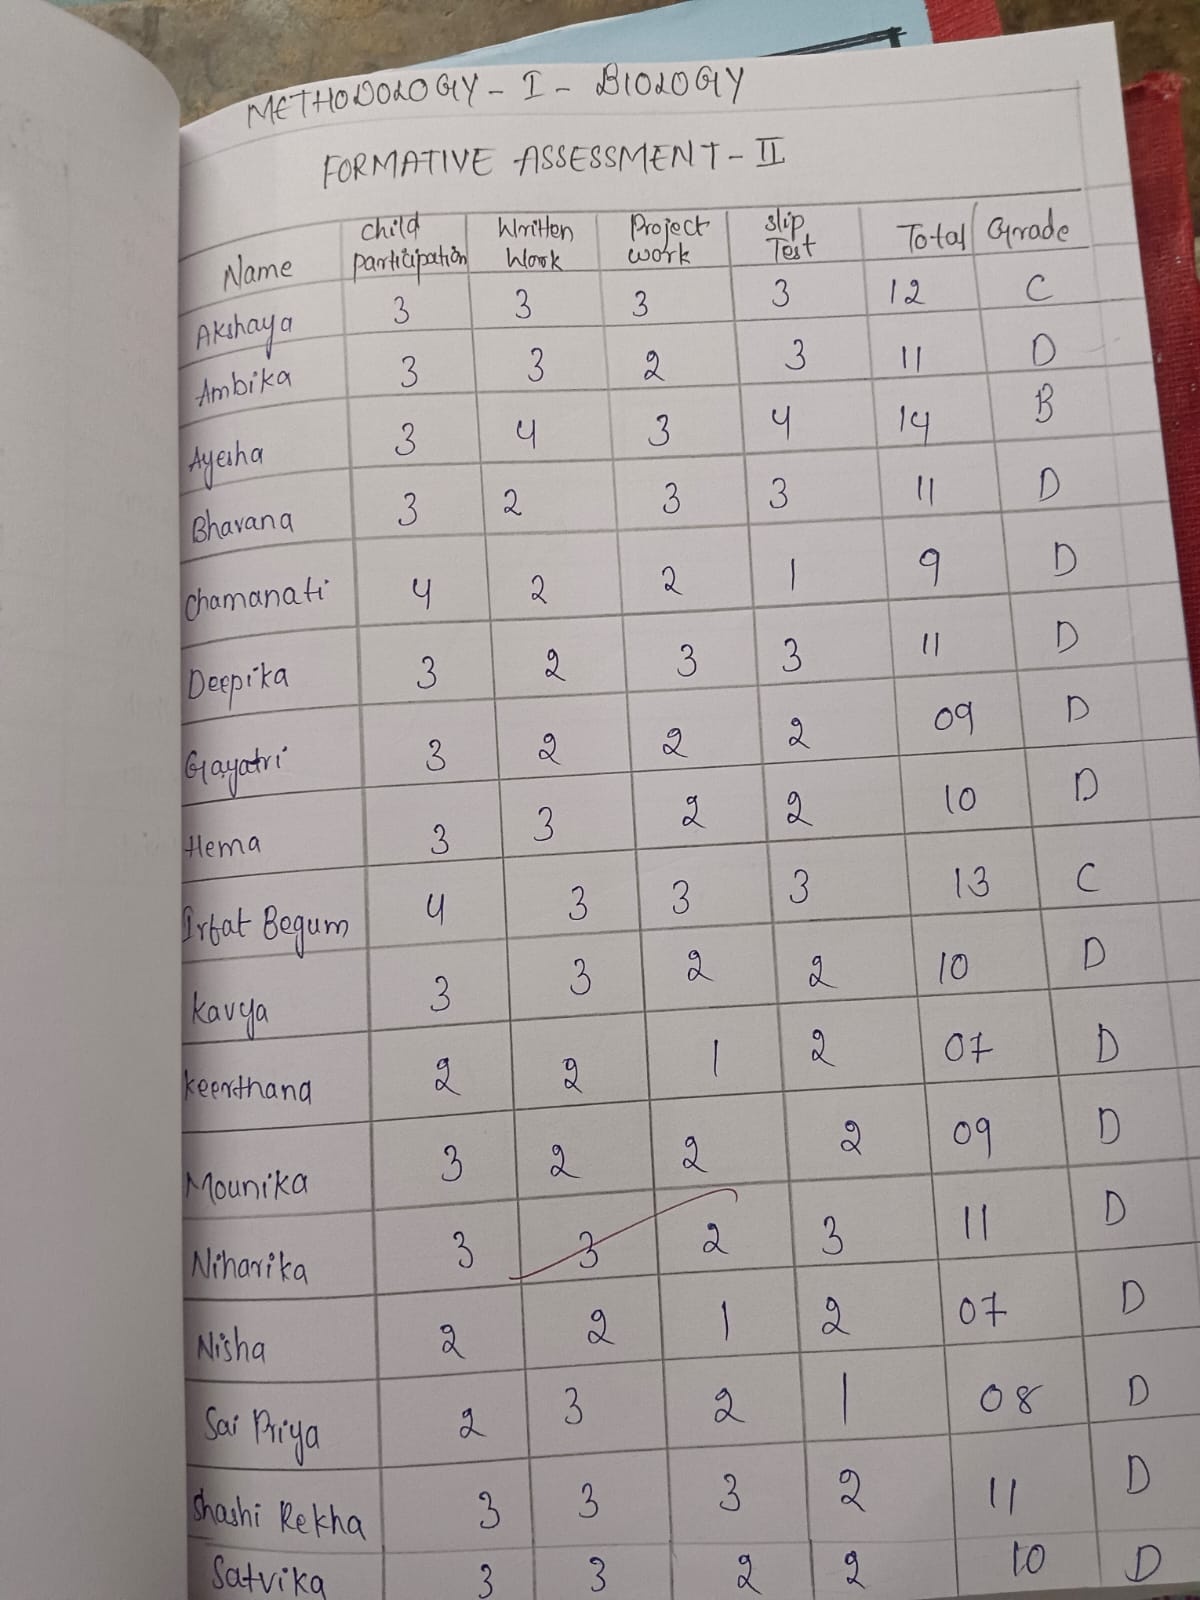 METHODOLOGY - I - BIOLOGY
FORMATIVE ASSESSMENT - II
Name child participation Written Work Project work slip Test Total Grade
Akshaya 3 3 3 3 12 C
Ambika 3 3 2 3 11 D
Ayesha 3 4 3 4 14 B
Bhavana 3 2 3 3 11 D
Chamanati 4 2 2 1 9 D
Deepika 3 2 3 3 11 D
Gayatri 3 2 2 2 09 D
Hema 3 3 2 2 10 D
Irfat Begum 4 3 3 3 13 C
Kavya 3 3 2 2 10 D
Keerthana 2 2 1 2 07 D
Mounika 3 2 2 2 09 D
Niharika 3 3 2 3 11 D
Nisha 2 2 1 2 07 D
Sai Priya 2 3 2 1 08 D
Shashi Rekha 3 3 3 2 11 D
Satvika 3 3 2 2 10 D